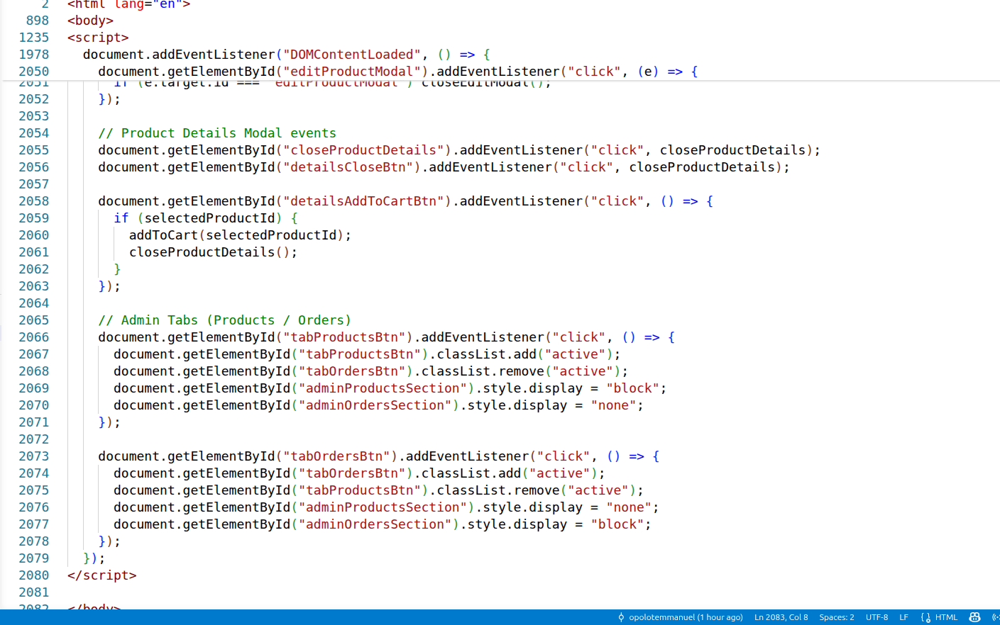 2 <html lang="en">
898 <body>
1235 <script>
1978   document.addEventListener("DOMContentLoaded", () => {
2050     document.getElementById("editProductModal").addEventListener("click", (e) => {
2051       if (e.target.id === "editProductModal") closeEditModal();
2052     });
2053
2054     // Product Details Modal events
2055     document.getElementById("closeProductDetails").addEventListener("click", closeProductDetails);
2056     document.getElementById("detailsCloseBtn").addEventListener("click", closeProductDetails);
2057
2058     document.getElementById("detailsAddToCartBtn").addEventListener("click", () => {
2059       if (selectedProductId) {
2060         addToCart(selectedProductId);
2061         closeProductDetails();
2062       }
2063     });
2064
2065     // Admin Tabs (Products / Orders)
2066     document.getElementById("tabProductsBtn").addEventListener("click", () => {
2067       document.getElementById("tabProductsBtn").classList.add("active");
2068       document.getElementById("tabOrdersBtn").classList.remove("active");
2069       document.getElementById("adminProductsSection").style.display = "block";
2070       document.getElementById("adminOrdersSection").style.display = "none";
2071     });
2072
2073     document.getElementById("tabOrdersBtn").addEventListener("click", () => {
2074       document.getElementById("tabOrdersBtn").classList.add("active");
2075       document.getElementById("tabProductsBtn").classList.remove("active");
2076       document.getElementById("adminProductsSection").style.display = "none";
2077       document.getElementById("adminOrdersSection").style.display = "block";
2078     });
2079   });
2080 </script>
2081
2082 </body>
opolotemmanuel (1 hour ago) Ln 2083, Col 8 Spaces: 2 UTF-8 LF HTML